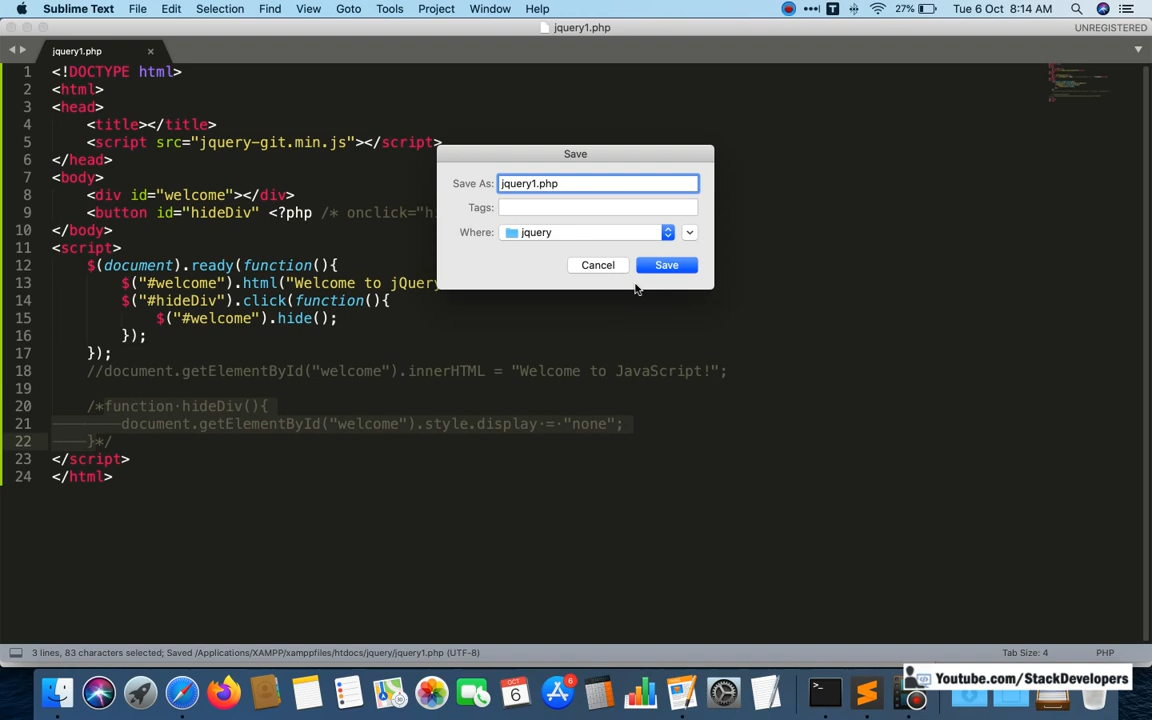 Sublime Text File Edit Selection Find View Goto Tools Project Window Help 27% Tue 6 Oct 8:14 AM
jquery1.php UNREGISTERED
jquery1.php
1 <!DOCTYPE html>
2 <html>
3 <head>
4 <title></title>
5 <script src="jquery-git.min.js"></script>
6 </head>
7 <body>
8 <div id="welcome"></div>
9 <button id="hideDiv" <?php /* onclick="h
10 </body>
11 <script>
12 $(document).ready(function(){
13 $("#welcome").html("Welcome to jQuery
14 $("#hideDiv").click(function(){
15 $("#welcome").hide();
16 });
17 });
18 //document.getElementById("welcome").innerHTML = "Welcome to JavaScript!";
19
20 /*function hideDiv(){
21 document.getElementById("welcome").style.display = "none";
22 }*/
23 </script>
24 </html>
Save
Save As: jquery1.php
Tags:
Where: jquery
Cancel Save
3 lines, 83 characters selected; Saved /Applications/XAMPP/xamppfiles/htdocs/jquery/jquery1.php (UTF-8) Tab Size: 4 PHP
OCT
6
6
Youtube.com/StackDevelopers